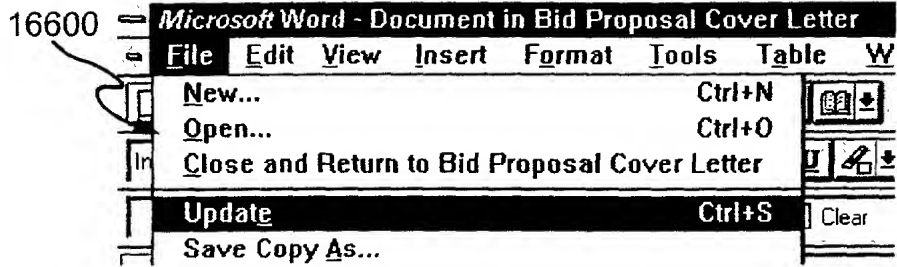 16600
Microsoft Word - Document in Bid Proposal Cover Letter
File Edit View Insert Format Tools Table W
New... Ctrl+N
Open... Ctrl+O
In
Close and Return to Bid Proposal Cover Letter
U
Update Ctrl+S
Clear
Save Copy As...